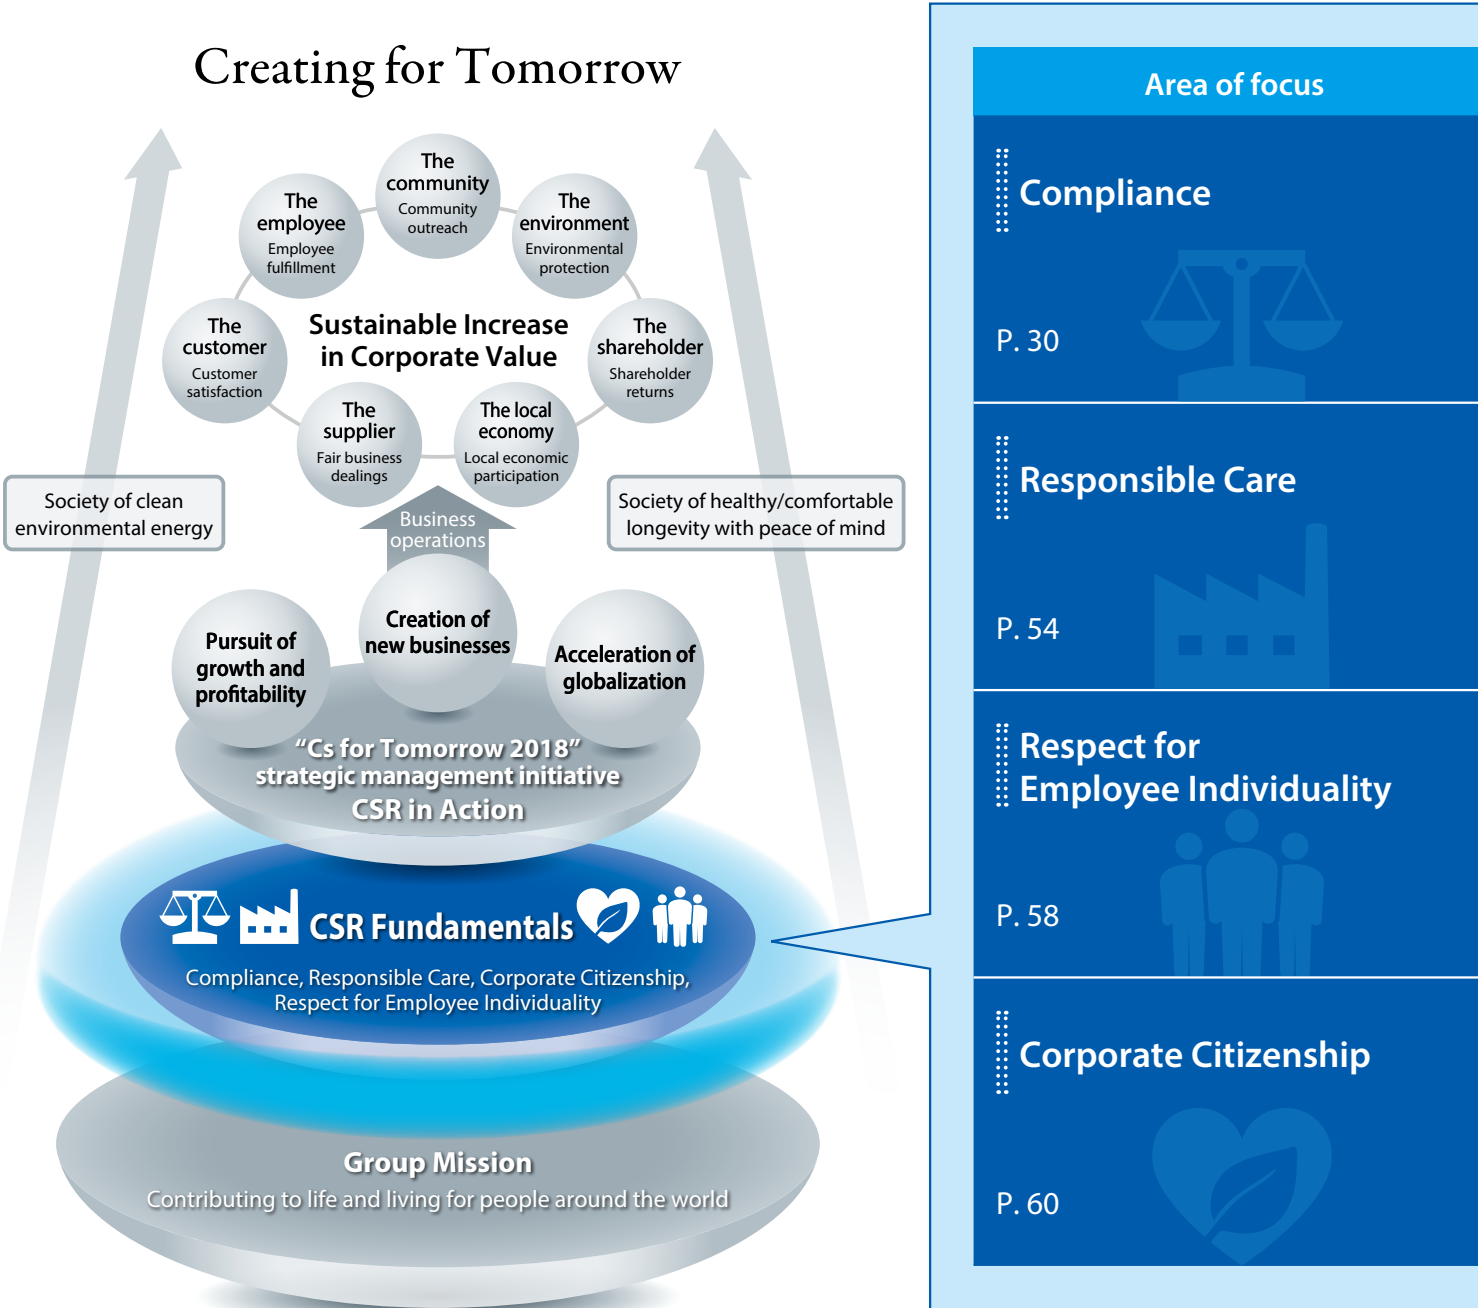 Creating for Tomorrow
The
community
Community
outreach
The
employee
Employee
fulfillment
The
environment
Environmental
protection
The
customer
Customer
satisfaction
Sustainable Increase
in Corporate Value
The
shareholder
Shareholder
returns
The
supplier
Fair business
dealings
The local
economy
Local economic
participation
Society of clean
environmental energy
Business
operations
Society of healthy/comfortable
longevity with peace of mind
Pursuit of
growth and
profitability
Creation of
new businesses
Acceleration of
globalization
“Cs for Tomorrow 2018”
strategic management initiative
CSR in Action
CSR Fundamentals
Compliance, Responsible Care, Corporate Citizenship,
Respect for Employee Individuality
Group Mission
Contributing to life and living for people around the world
Area of focus
Compliance
P. 30
Responsible Care
P. 54
Respect for
Employee Individuality
P. 58
Corporate Citizenship
P. 60